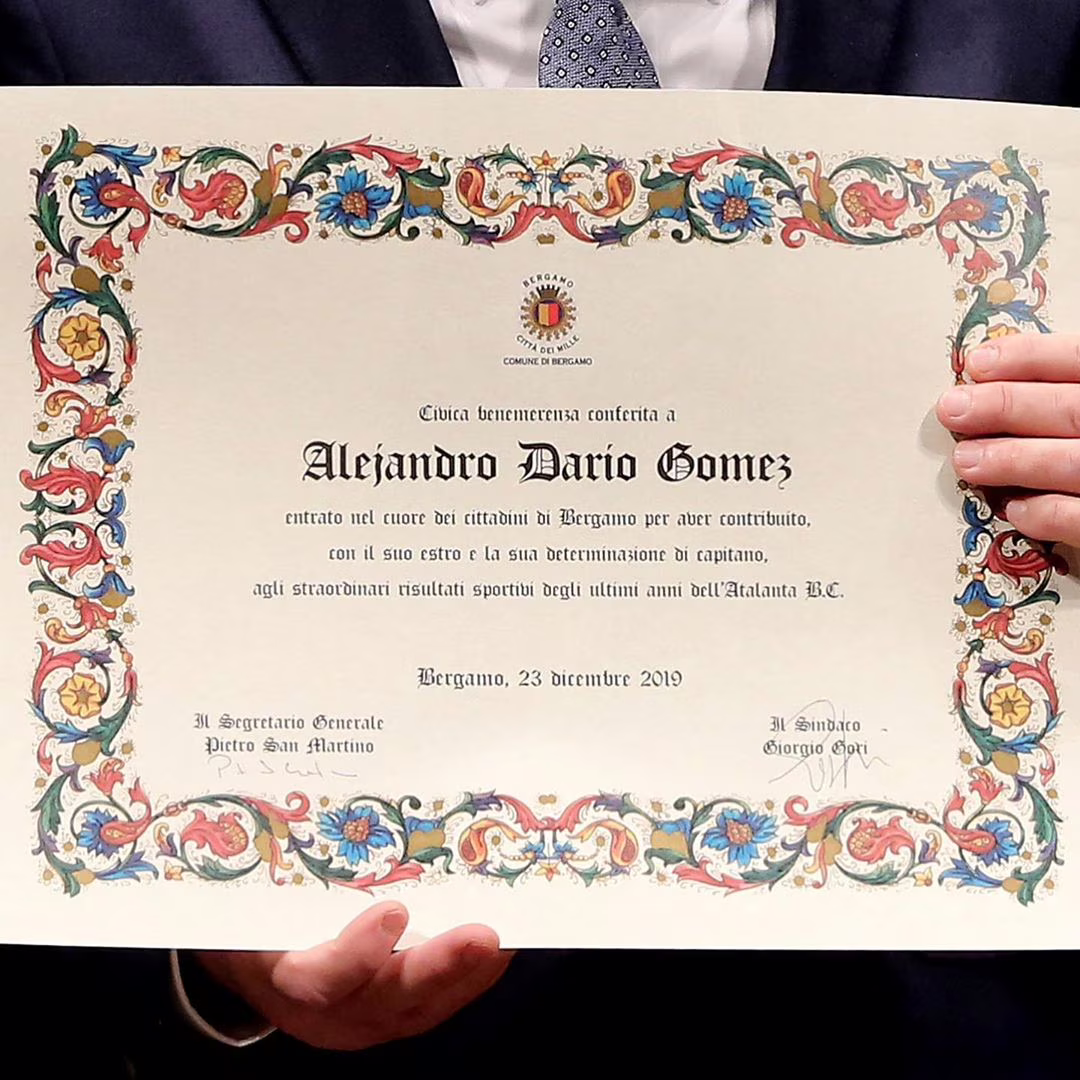 BERGAMO
CITTÀ DEI MILLE
COMUNE DI BERGAMO
Civica benemerenza conferita a
Alejandro Dario Gomez
entrato nel cuore dei cittadini di Bergamo per aver contribuito,
con il suo estro e la sua determinazione di capitano,
agli straordinari risultati sportivi degli ultimi anni dell'Atalanta B.C.
Bergamo, 23 dicembre 2019
Il Segretario Generale
Pietro San Martino
Il Sindaco
Giorgio Gori